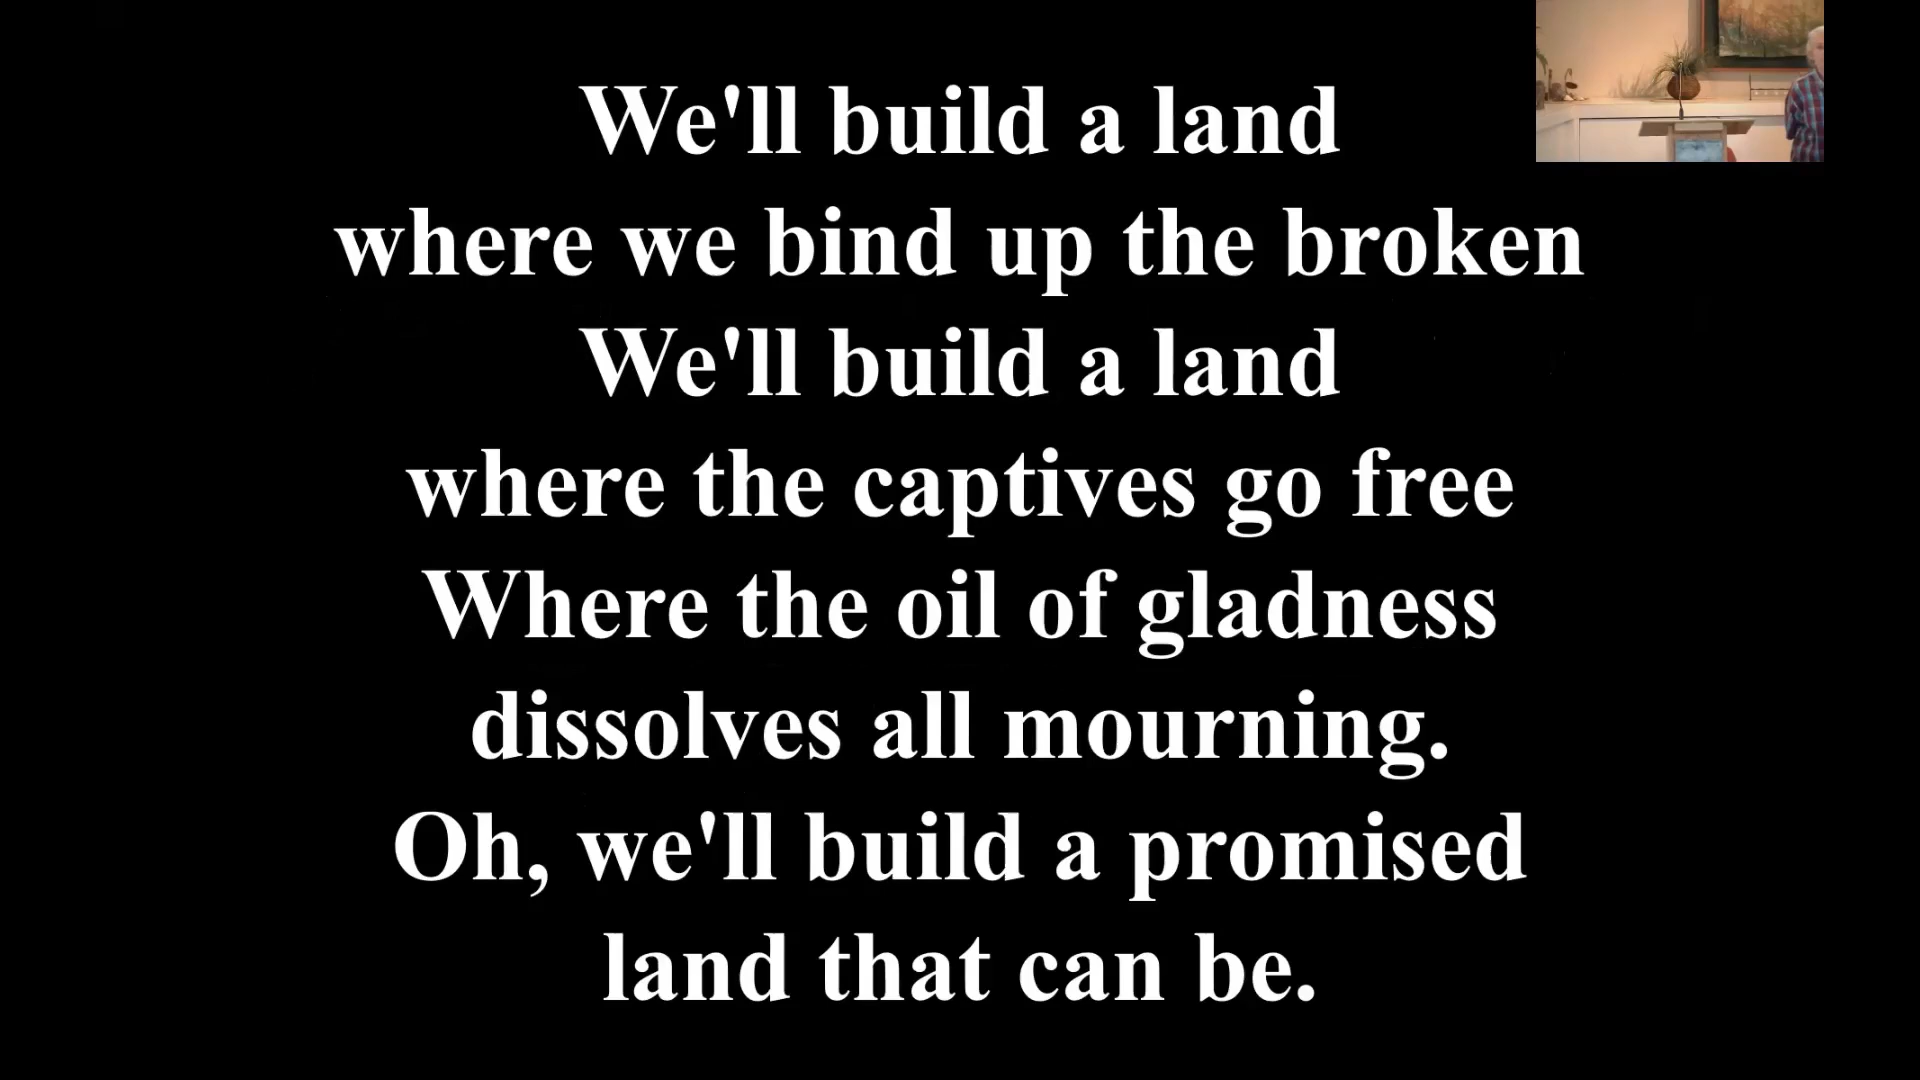 We'll build a land
where we bind up the broken
We'll build a land
where the captives go free
Where the oil of gladness
dissolves all mourning.
Oh, we'll build a promised
land that can be.